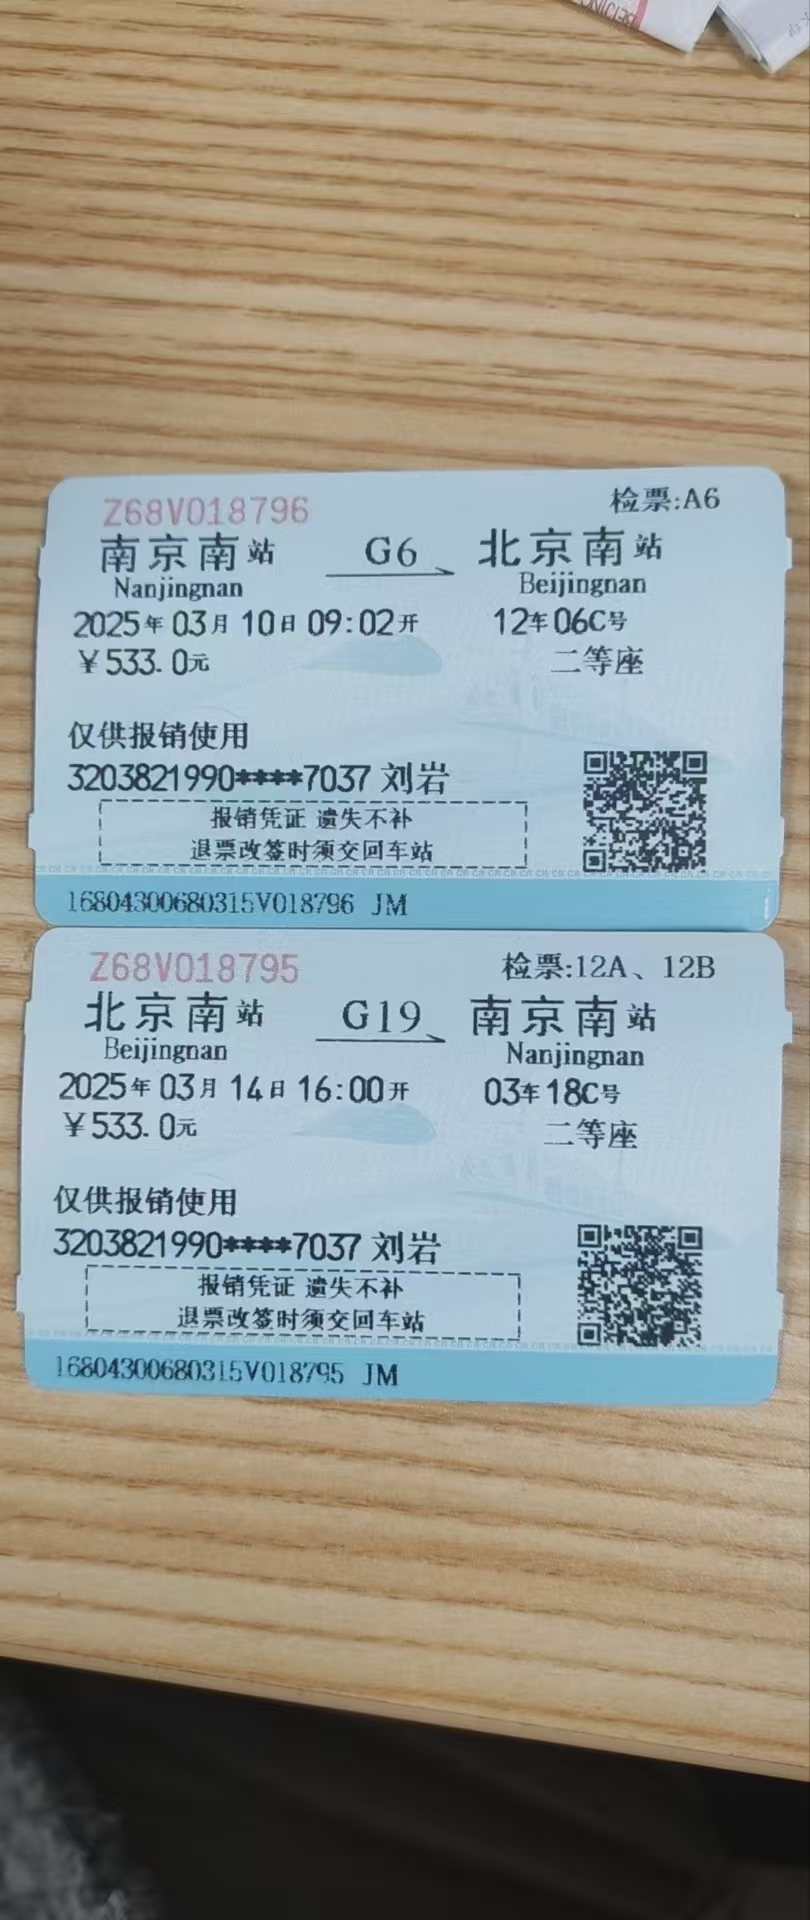 Z68V018796 检票:A6
南京南站 G6 北京南站
Nanjingnan Beijingnan
2025年03月10日09:02开 12车06C号
￥533.0元 二等座
仅供报销使用
3203821990****7037 刘岩
报销凭证 遗失不补
退票改签时须交回车站
16804300680315V018796 JM
Z68V018795 检票:12A、12B
北京南站 G19 南京南站
Beijingnan Nanjingnan
2025年03月14日16:00开 03车18C号
￥533.0元 二等座
仅供报销使用
3203821990****7037 刘岩
报销凭证 遗失不补
退票改签时须交回车站
16804300680315V018795 JM